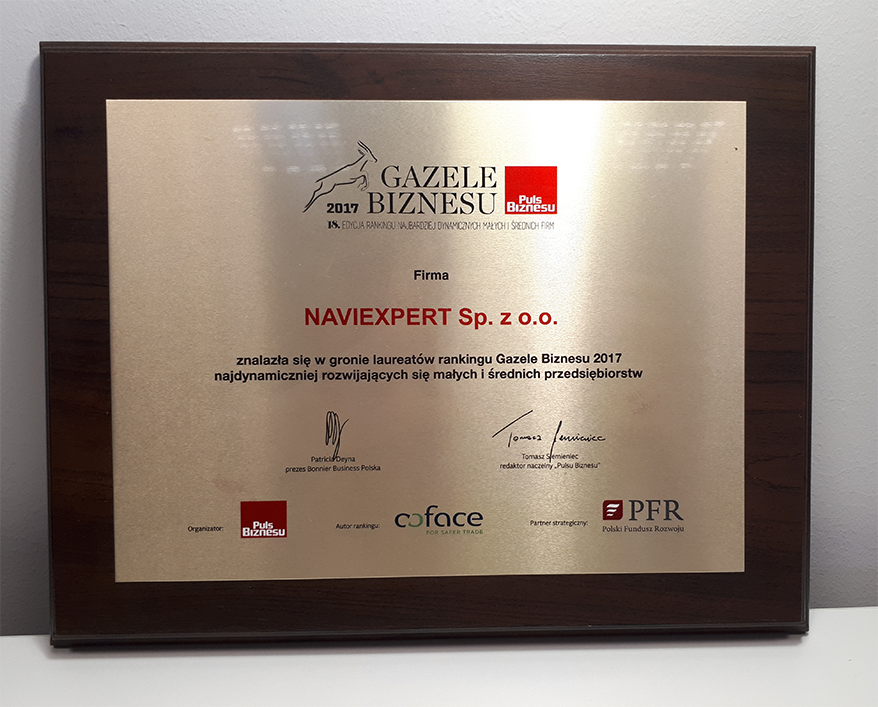 GAZELE
2017 BIZNESU
Puls
Biznesu
18. EDYCJA RANKINGU NAJBARDZIEJ DYNAMICZNYCH MAŁYCH I ŚREDNICH FIRM
Firma
NAVIEXPERT Sp. z o.o.
znalazła się w gronie laureatów rankingu Gazele Biznesu 2017
najdynamiczniej rozwijających się małych i średnich przedsiębiorstw
Tomasz Siemieniec
Patricia Deyna
prezes Bonnier Business Polska
Tomasz Siemieniec
redaktor naczelny „Pulsu Biznesu”
Organizator:
Puls
Biznesu
Autor rankingu:
coface
FOR SAFER TRADE
Partner strategiczny:
PFR
Polski Fundusz Rozwoju